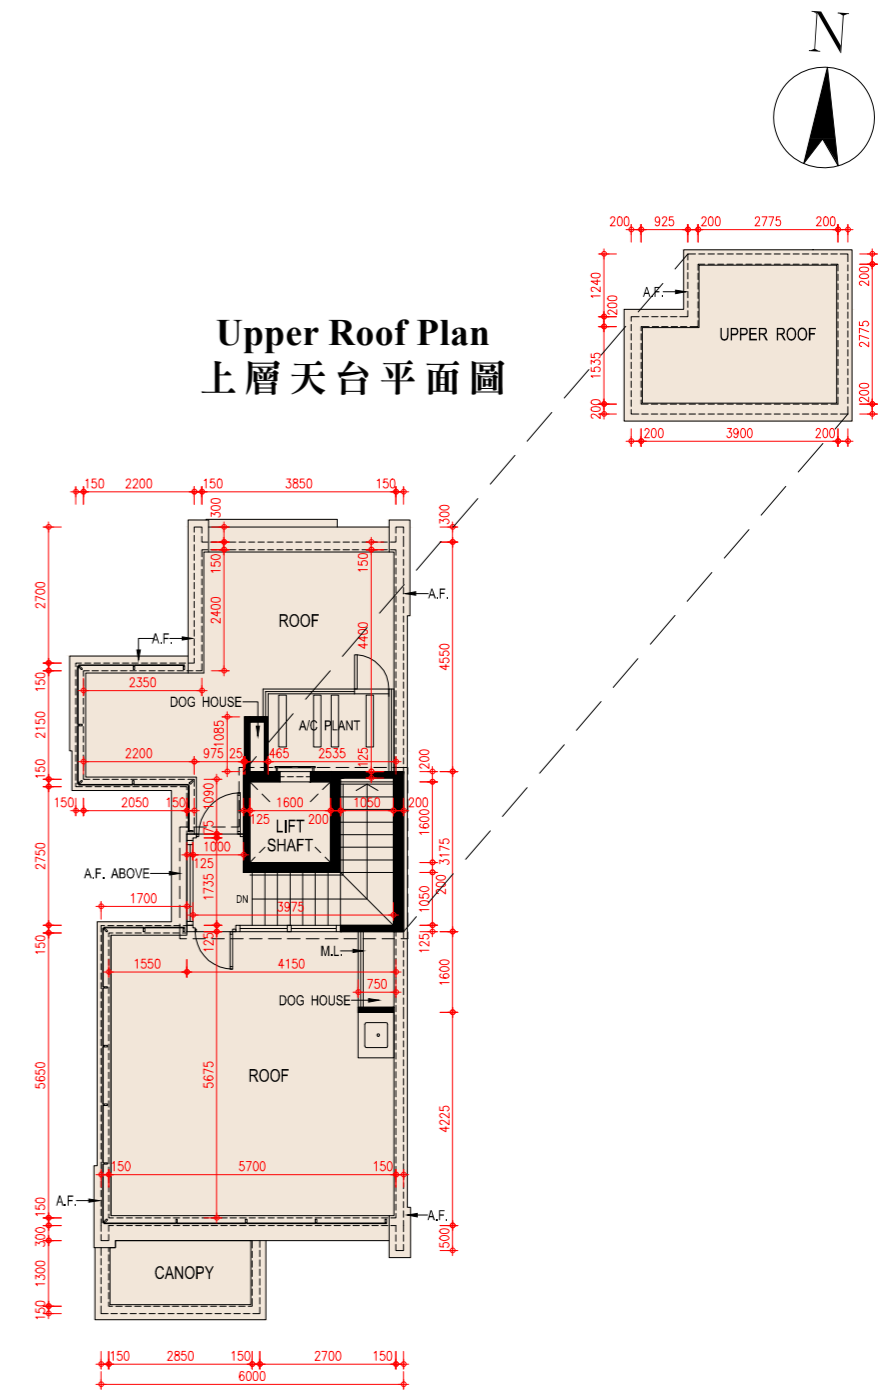 N
200 925 200 2775 200
1240
200
1535
200
A.F.
UPPER ROOF
200
2775
200
200 3900 200
Upper Roof Plan
上層天台平面圖
150 2200 150 3850 150
300
300
2700
150
2150
150
2750
150
5650
150
300
1300
150
150
150
2400
4400
ROOF
A.F.
A.F.
4550
2350
DOG HOUSE
1085
A/C PLANT
2200 975 25 465 2535
125
200
150 2050 150
1090
75
1600 1050 200
125 200
LIFT
SHAFT
1600
3175
200
1050
125
1000
125
A.F. ABOVE
1735
DN
1700
3975
125
M.L.
1600
1550 4150
750
DOG HOUSE
5675
ROOF
4225
150 5700 150
A.F.
A.F.
500
CANOPY
150 2850 150 2700 150
6000